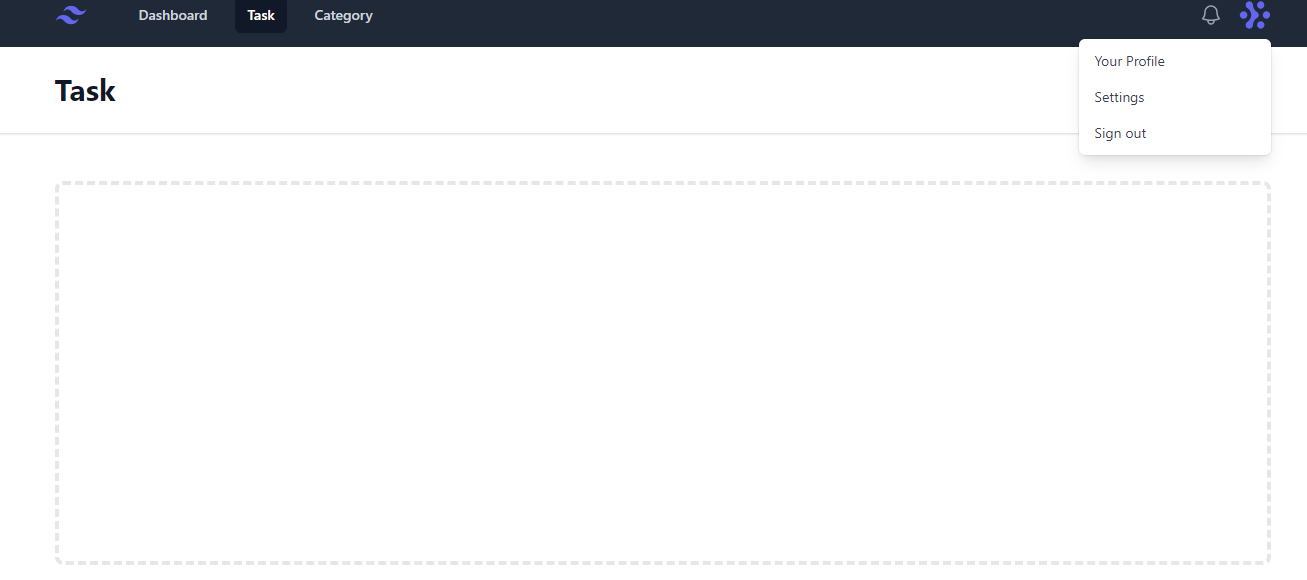 Dashboard Task Category
Your Profile
Task
Settings
Sign out